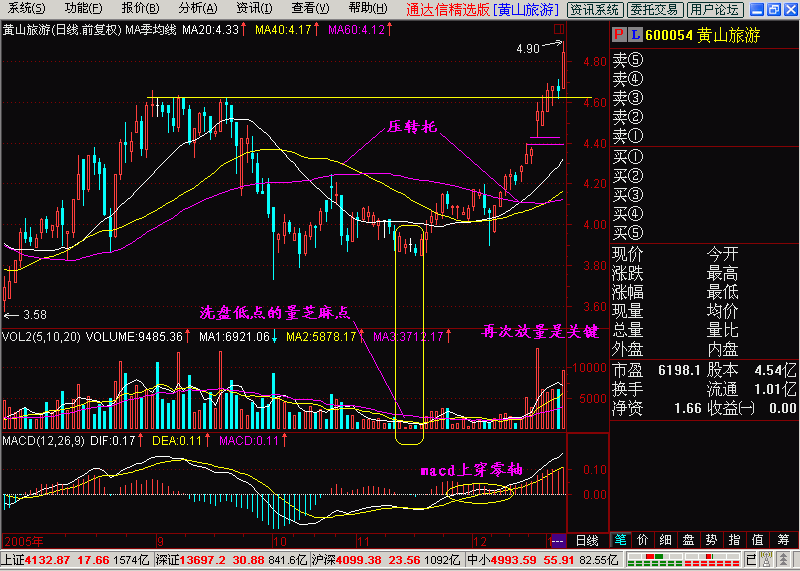 系统(S) 功能(F) 报价(B) 分析(A) 资讯(I) 查看(V) 帮助(H) 通达信精选版 [黄山旅游] 资讯系统 委托交易 用户论坛
黄山旅游(日线.前复权) MA季均线 MA20:4.33↑ MA40:4.17↑ MA60:4.12↑
P L 600054 黄山旅游
4.90
4.80
4.60
4.40
4.20
4.00
3.80
3.60
压转托
←3.58
洗盘低点的量芝麻点
再次放量是关键
VOL2(5,10,20) VOLUME:9485.36↑ MA1:6921.06↓ MA2:5878.17↑ MA3:3712.17↑
10000
5000
MACD(12,26,9) DIF:0.17↑ DEA:0.11↑ MACD:0.11↑
macd上穿零轴
0.10
0.00
2005年 9 10 11 12 日线
卖⑤
卖④
卖③
卖②
卖①
买①
买②
买③
买④
买⑤
现价 今开
涨跌 最高
涨幅 最低
现量 均价
总量 量比
外盘 内盘
市盈 6198.1 股本 4.54亿
换手 流通 1.01亿
净资 1.66 收益㈠ 0.00
笔 价 细 盘 势 指 值 筹
上证4132.87 17.66 1574亿 深证13697.2 30.88 841.6亿 沪深4099.38 23.56 1092亿 中小4993.59 55.91 82.55亿